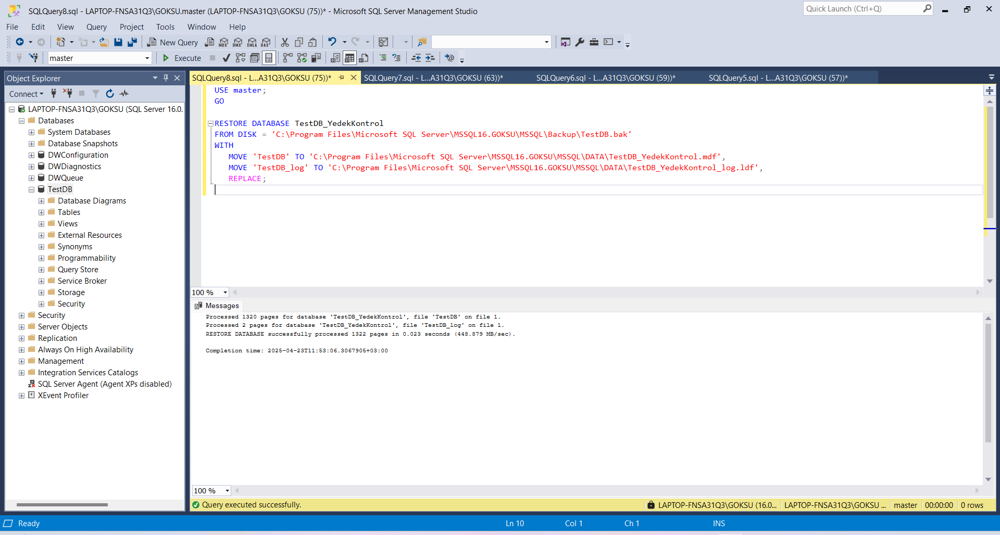 SQLQuery8.sql - LAPTOP-FNSA31Q3\GOKSU.master (LAPTOP-FNSA31Q3\GOKSU (75))* - Microsoft SQL Server Management Studio
Quick Launch (Ctrl+Q)
File Edit View Query Project Tools Window Help
New Query MDX DMX XMLA DAX
master Execute
Object Explorer
Connect
LAPTOP-FNSA31Q3\GOKSU (SQL Server 16.0.
Databases
System Databases
Database Snapshots
DWConfiguration
DWDiagnostics
DWQueue
TestDB
Database Diagrams
Tables
Views
External Resources
Synonyms
Programmability
Query Store
Service Broker
Storage
Security
Security
Server Objects
Replication
Always On High Availability
Management
Integration Services Catalogs
SQL Server Agent (Agent XPs disabled)
XEvent Profiler
SQLQuery8.sql - L...A31Q3\GOKSU (75))* SQLQuery7.sql - L...A31Q3\GOKSU (63))* SQLQuery6.sql - L...A31Q3\GOKSU (59))* SQLQuery5.sql - L...A31Q3\GOKSU (57))*
USE master;
GO
RESTORE DATABASE TestDB_YedekKontrol
FROM DISK = 'C:\Program Files\Microsoft SQL Server\MSSQL16.GOKSU\MSSQL\Backup\TestDB.bak'
WITH
MOVE 'TestDB' TO 'C:\Program Files\Microsoft SQL Server\MSSQL16.GOKSU\MSSQL\DATA\TestDB_YedekKontrol.mdf',
MOVE 'TestDB_log' TO 'C:\Program Files\Microsoft SQL Server\MSSQL16.GOKSU\MSSQL\DATA\TestDB_YedekKontrol_log.ldf',
REPLACE;
100 %
Messages
Processed 1320 pages for database 'TestDB_YedekKontrol', file 'TestDB' on file 1.
Processed 2 pages for database 'TestDB_YedekKontrol', file 'TestDB_log' on file 1.
RESTORE DATABASE successfully processed 1322 pages in 0.023 seconds (448.879 MB/sec).
Completion time: 2025-04-23T11:53:06.3067905+03:00
100 %
Query executed successfully. LAPTOP-FNSA31Q3\GOKSU (16.0... LAPTOP-FNSA31Q3\GOKSU ... master 00:00:00 0 rows
Ready Ln 10 Col 1 Ch 1 INS